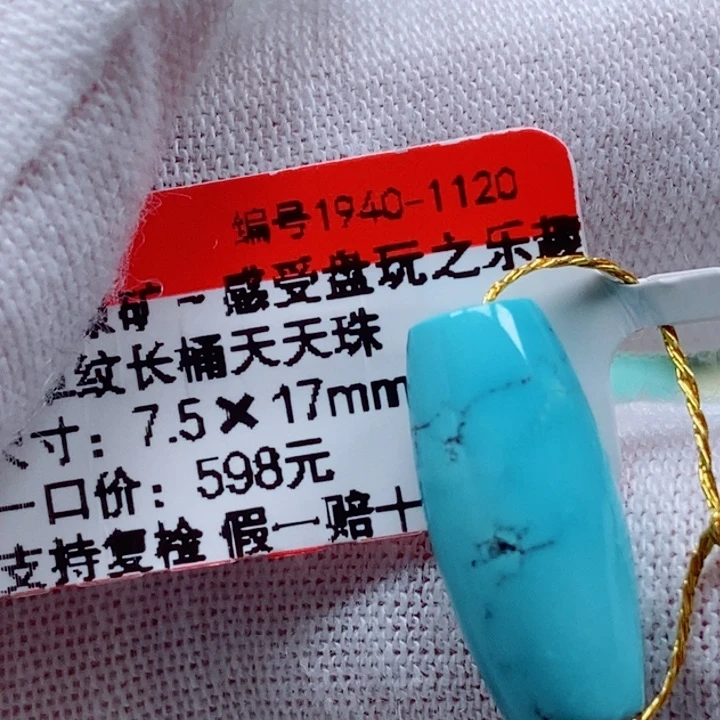 编号1940-1120
矿~感受盘玩之乐趣
纹长桶天天珠
寸：7.5×17mm
一口价：598元
支持复检 假一赔十